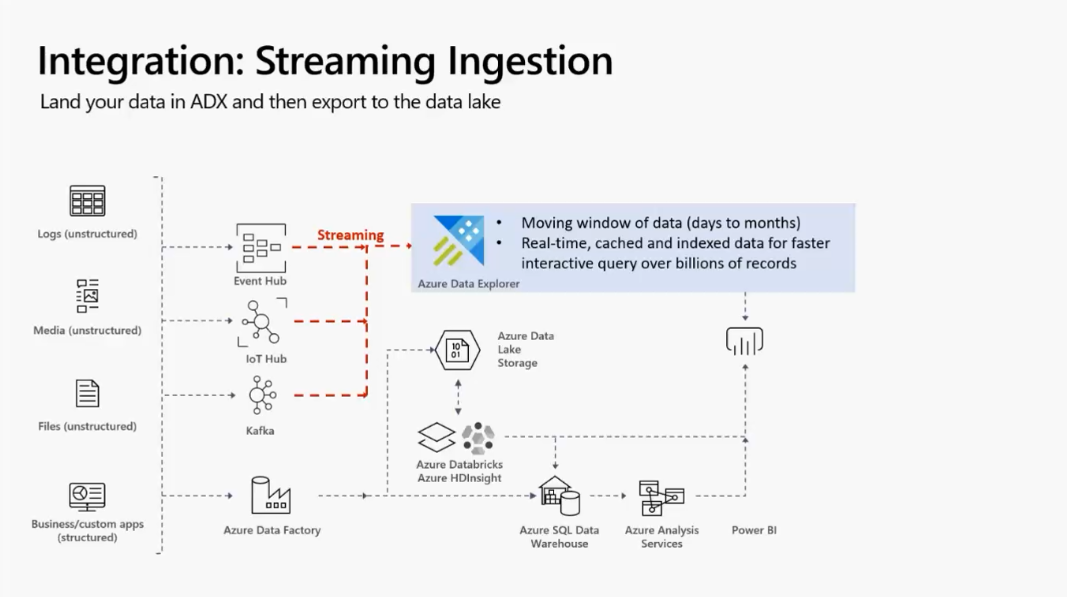 Integration: Streaming Ingestion
Land your data in ADX and then export to the data lake
Logs (unstructured)
Media (unstructured)
Files (unstructured)
Business/custom apps
(structured)
Event Hub
IoT Hub
Kafka
Azure Data Factory
Streaming
Azure Data Explorer
• Moving window of data (days to months)
• Real-time, cached and indexed data for faster
interactive query over billions of records
10
01
Azure Data
Lake
Storage
Azure Databricks
Azure HDInsight
Azure SQL Data
Warehouse
Azure Analysis
Services
Power BI